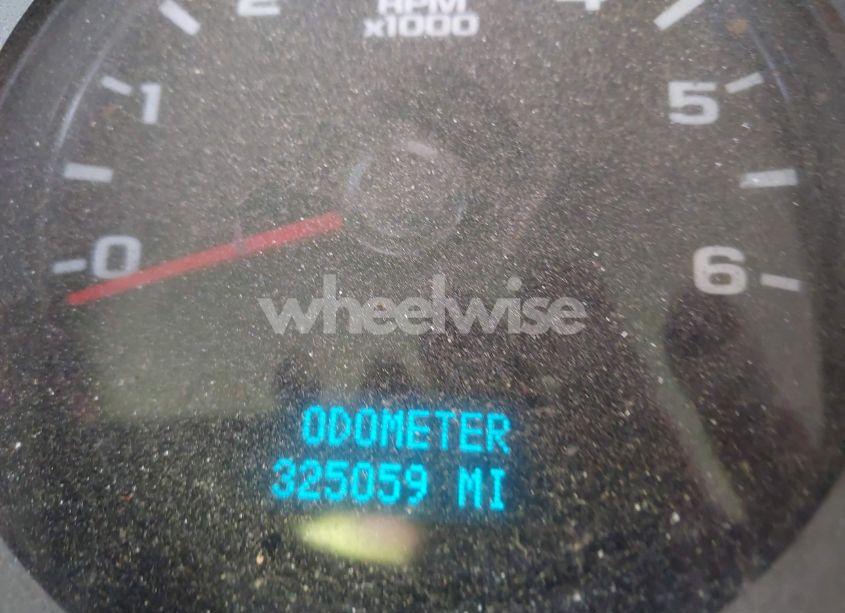 2
RPM
4
x1000
1
5
0
6
wheelwise
ODOMETER
325059 MI